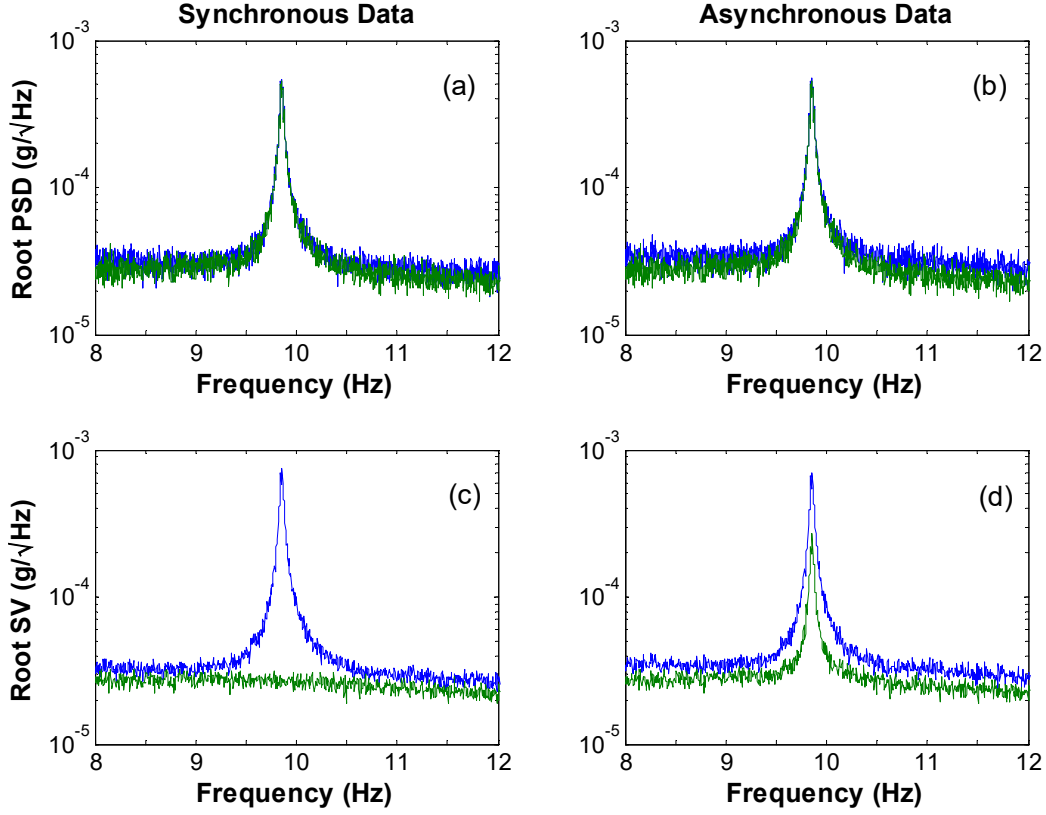 Synchronous Data
Asynchronous Data
10^-3
10^-4
10^-5
Root PSD (g/√Hz)
(a)
8 9 10 11 12
Frequency (Hz)
10^-3
10^-4
10^-5
(b)
8 9 10 11 12
Frequency (Hz)
10^-3
10^-4
10^-5
Root SV (g/√Hz)
(c)
8 9 10 11 12
Frequency (Hz)
10^-3
10^-4
10^-5
(d)
8 9 10 11 12
Frequency (Hz)